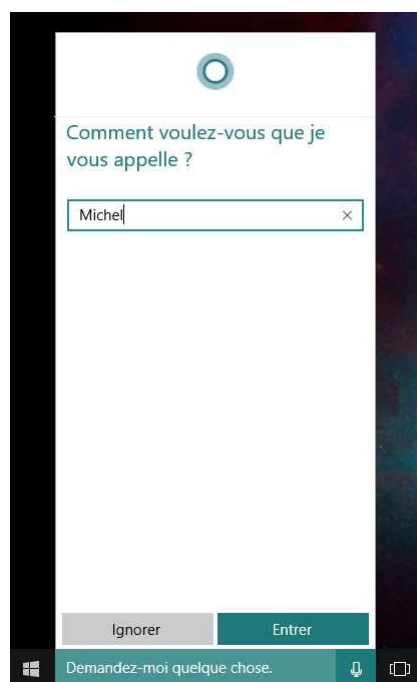 Comment voulez-vous que je
vous appelle ?
Michel
Ignorer Entrer
Demandez-moi quelque chose.